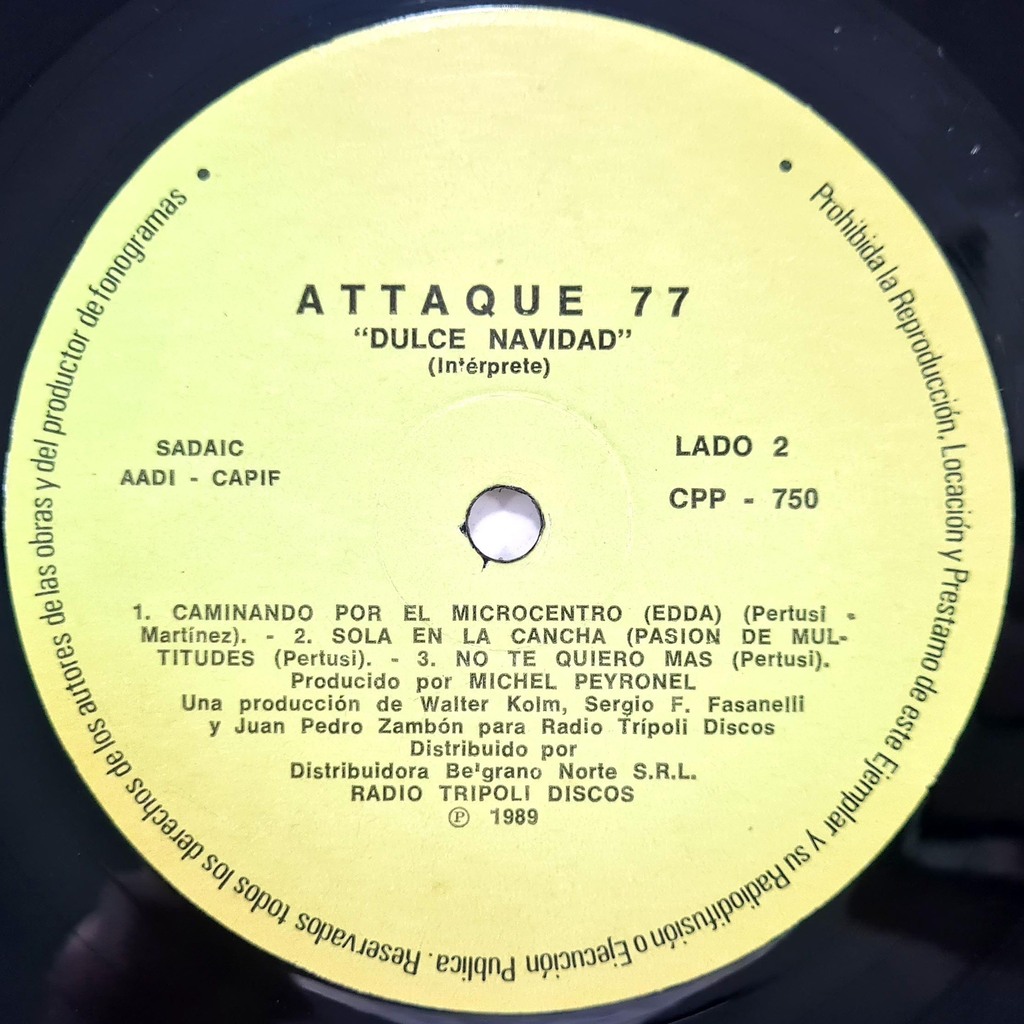 ATTAQUE 77
"DULCE NAVIDAD"
(Intérprete)
SADAIC
AADI - CAPIF
LADO 2
CPP - 750
1. CAMINANDO POR EL MICROCENTRO (EDDA) (Pertusi -
Martínez). - 2. SOLA EN LA CANCHA (PASION DE MUL-
TITUDES (Pertusi). - 3. NO TE QUIERO MAS (Pertusi).
Producido por MICHEL PEYRONEL
Una producción de Walter Kolm, Sergio F. Fasanelli
y Juan Pedro Zambón para Radio Trípoli Discos
Distribuido por
Distribuidora Belgrano Norte S.R.L.
RADIO TRIPOLI DISCOS
℗ 1989
Prohibida la Reproducción, Locación y Prestamo de este Ejemplar y su Radiodifusión o Ejecución Publica. Reservados todos los derechos de los autores de las obras y del productor de fonogramas